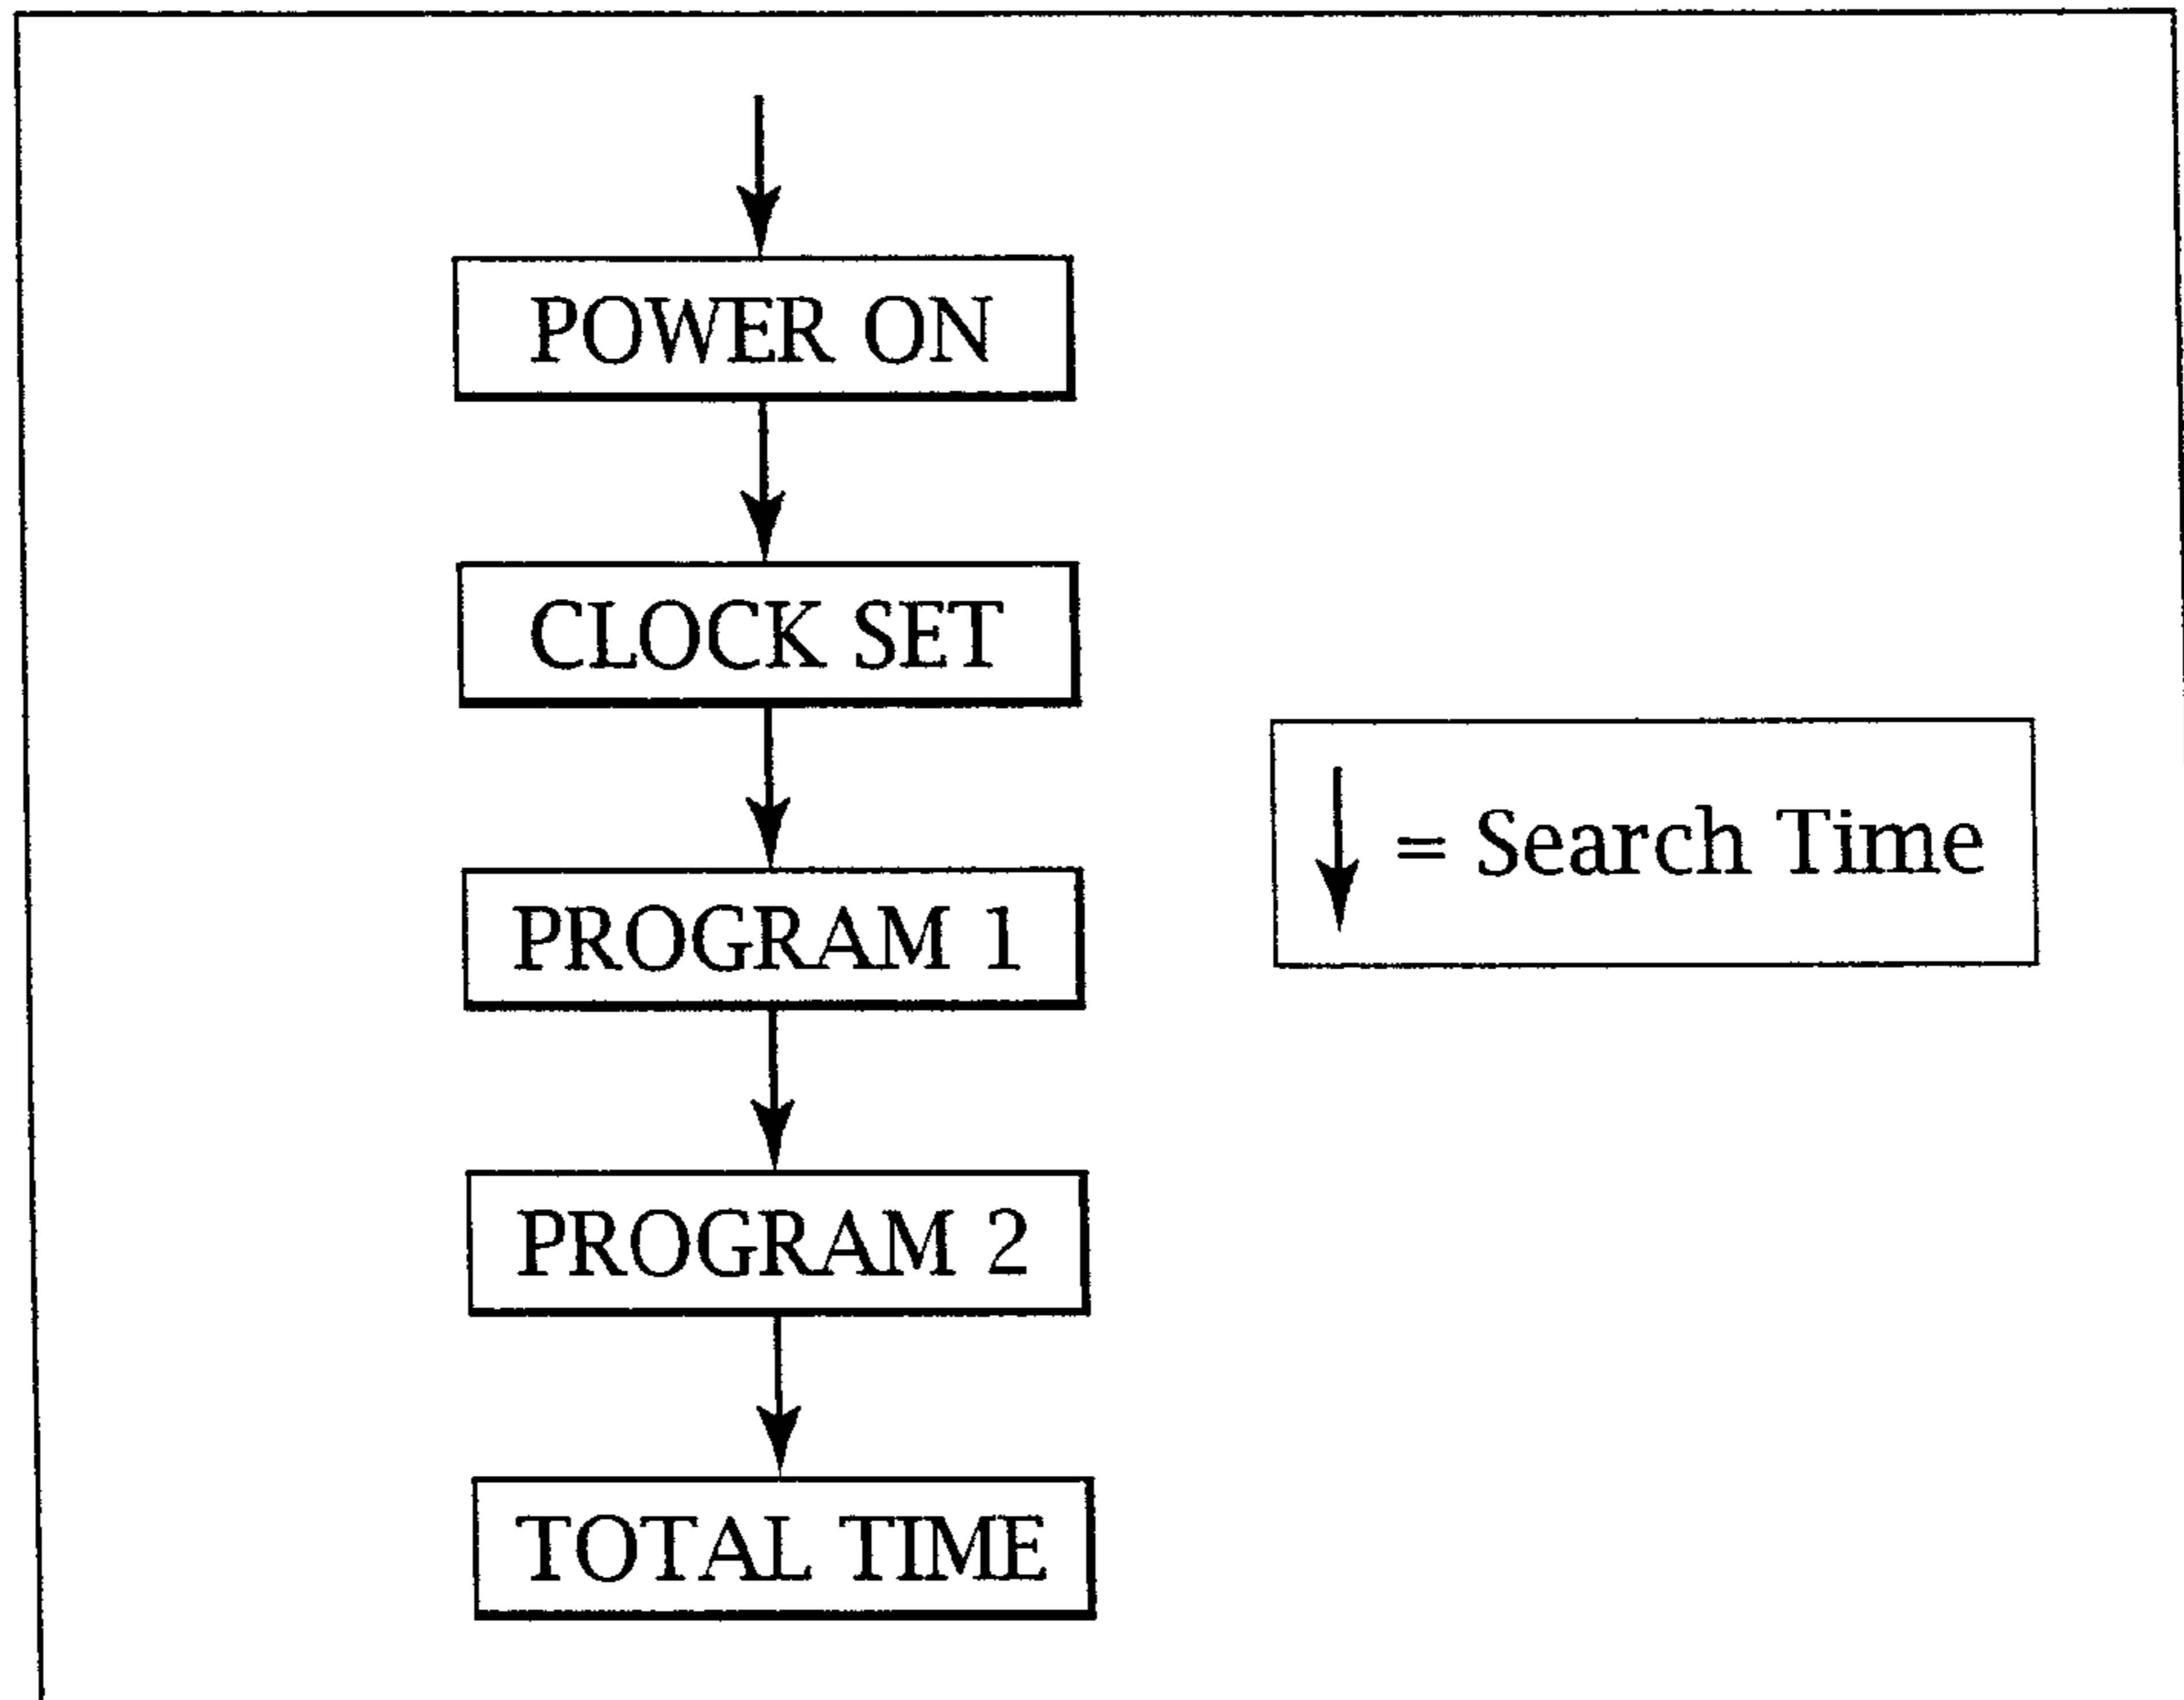 POWER ON
CLOCK SET
PROGRAM 1
PROGRAM 2
TOTAL TIME
= Search Time